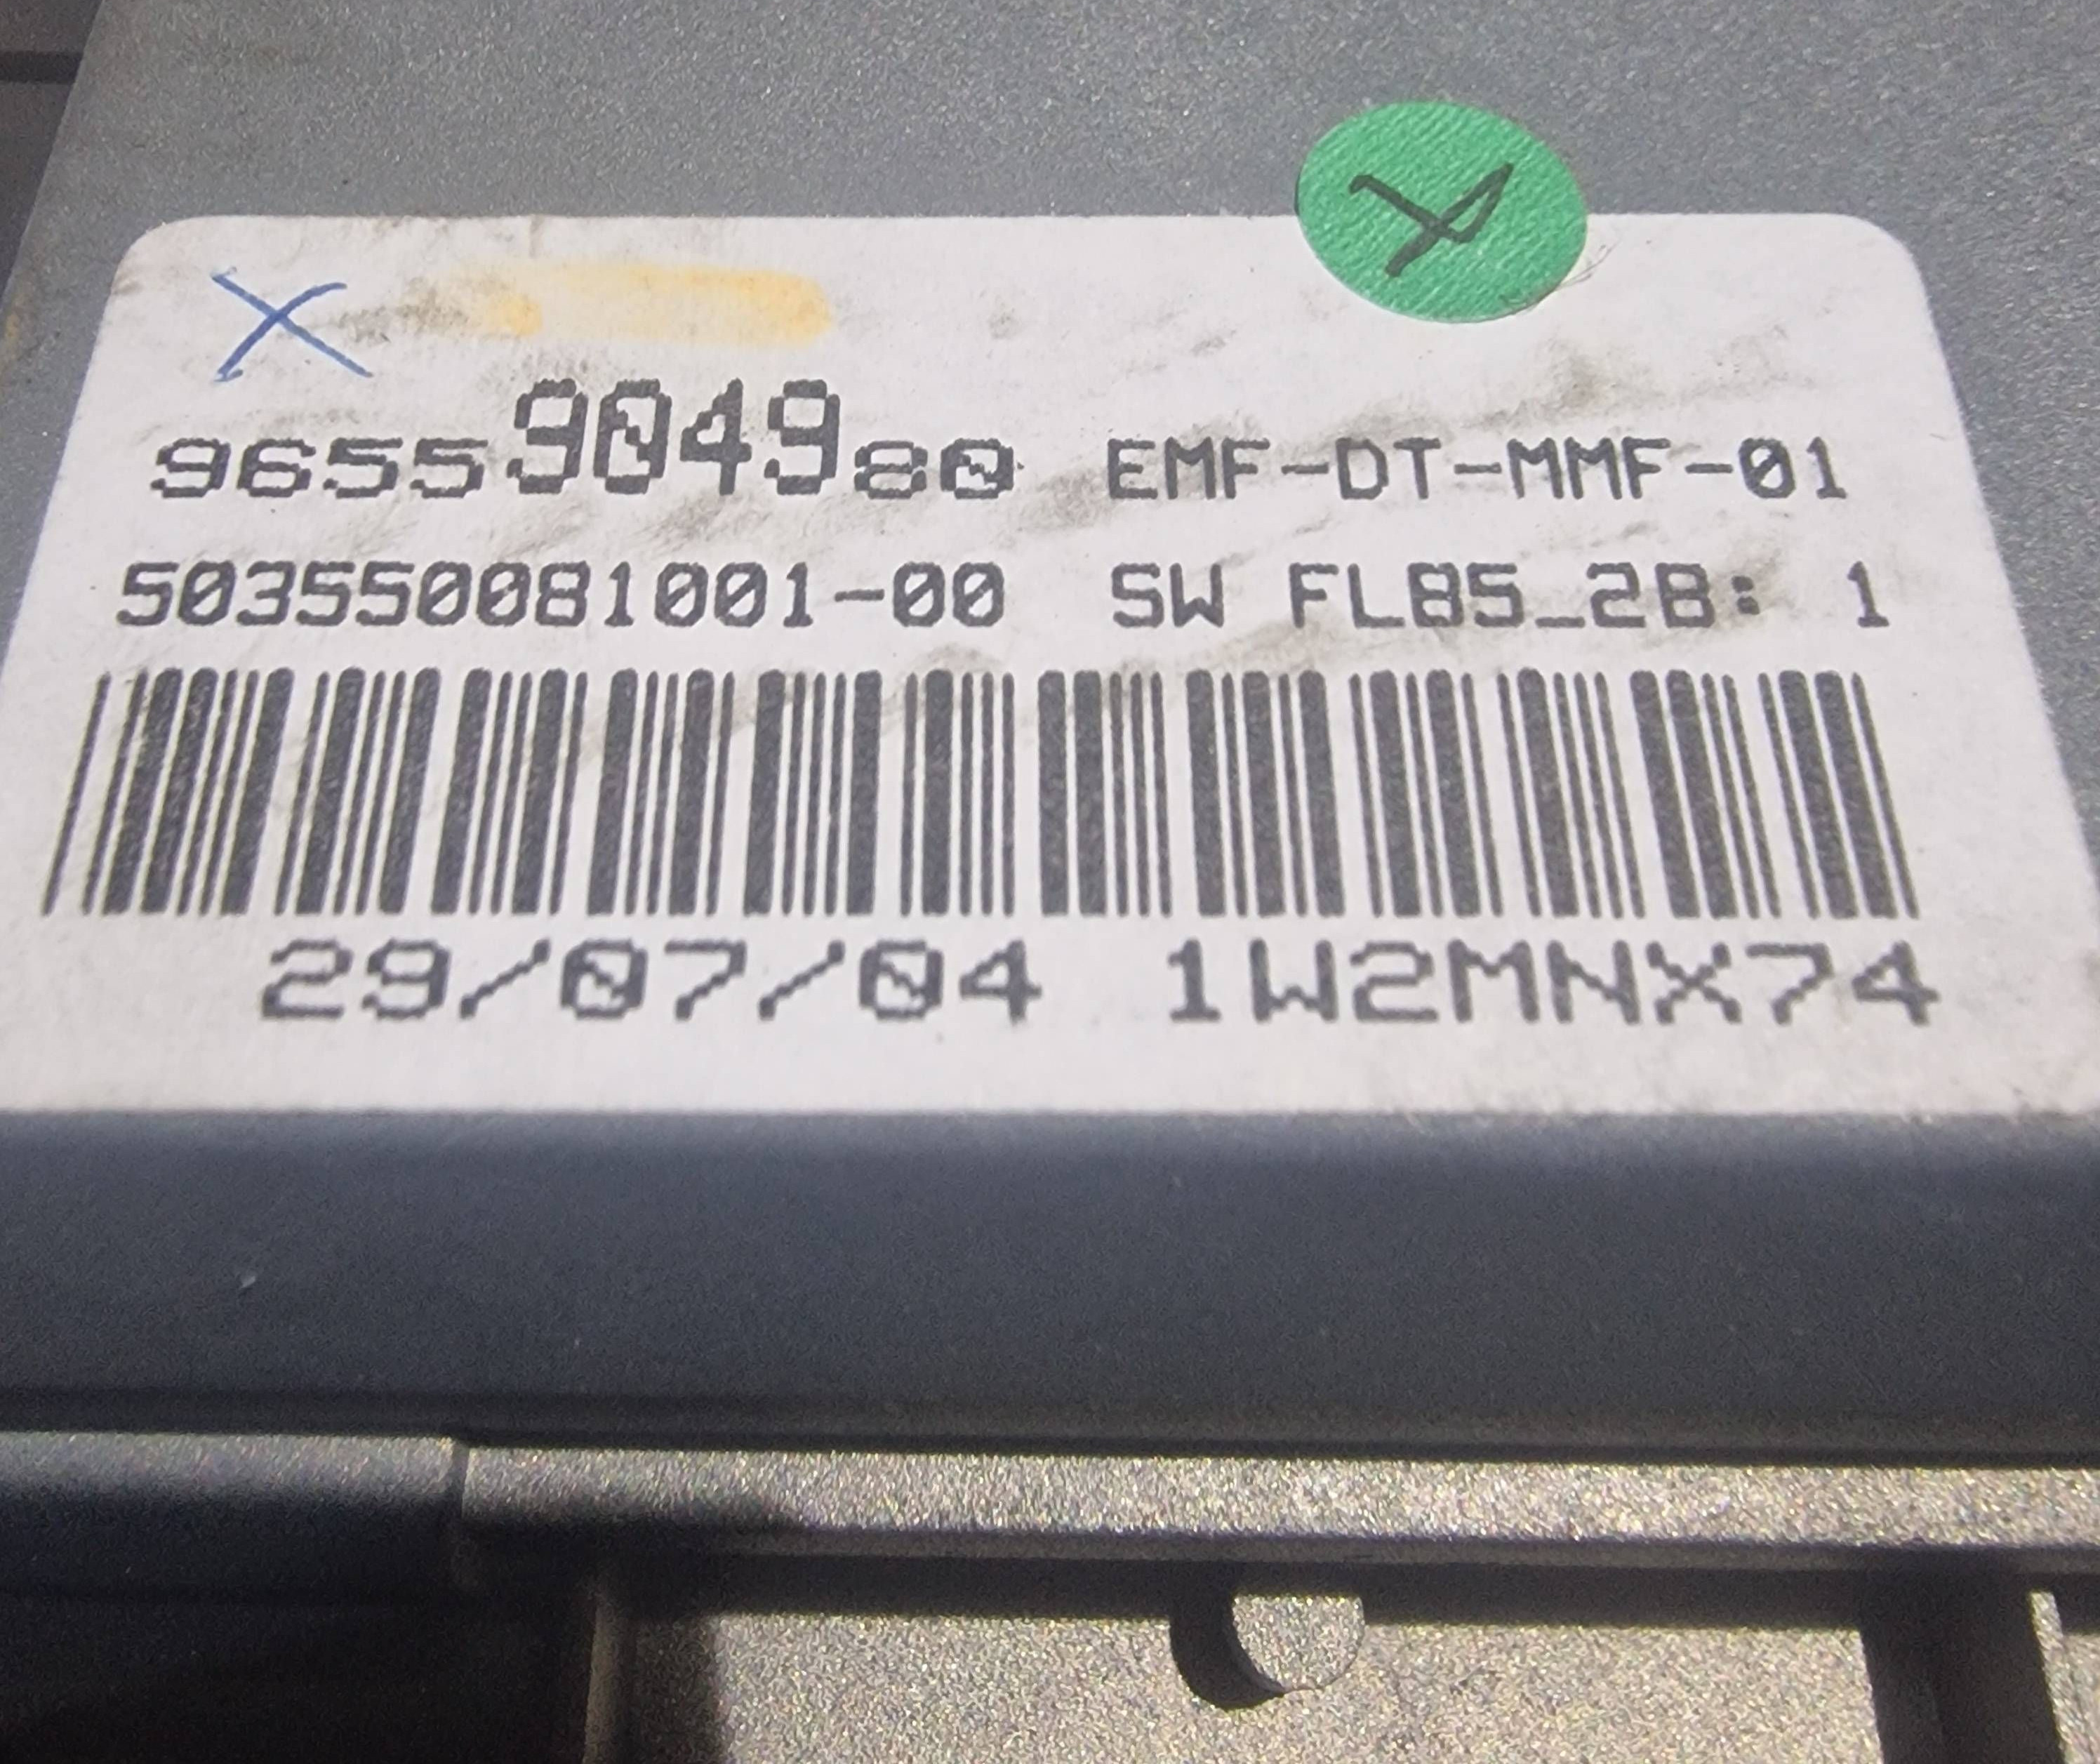 X
9655904980 EMF-DT-MMF-01
503550081001-00 SW FL85_2B: 1
29/07/04 1W2MNX74